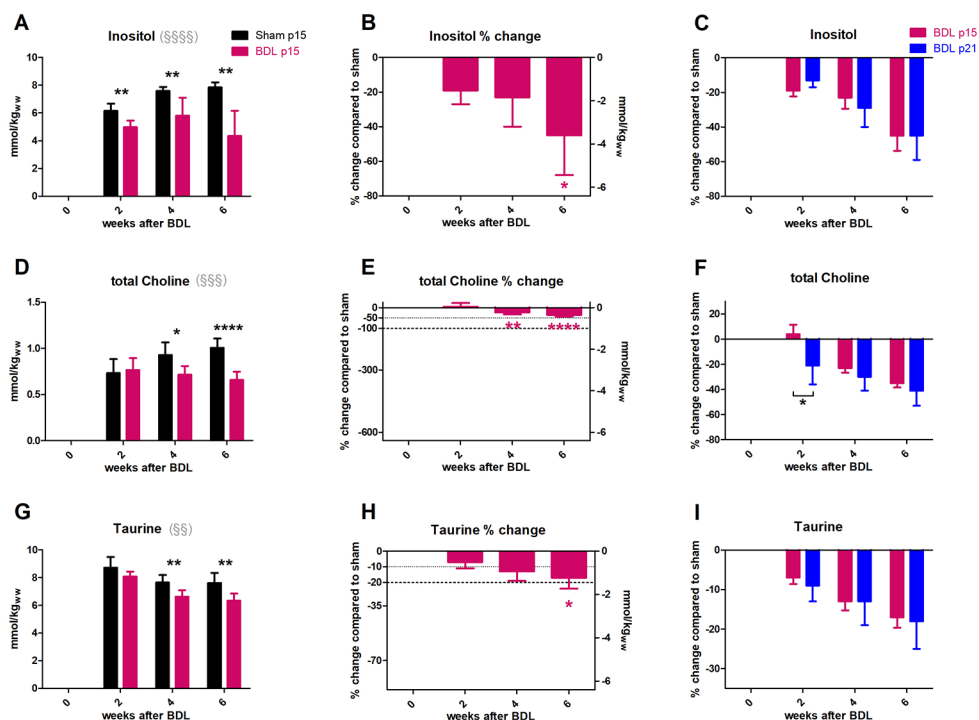 A
Inositol (§§§§)
Sham p15
BDL p15
mmol/kgww
10
8
6
4
2
0
**
**
**
0
2
4
6
weeks after BDL
B
Inositol % change
% change compared to sham
0
-20
-40
-60
-80
0
-2
-4
-6
mmol/kgww
*
0
2
4
6
weeks after BDL
C
Inositol
BDL p15
BDL p21
% change compared to sham
0
-20
-40
-60
-80
0
2
4
6
weeks after BDL
D
total Choline (§§§)
mmol/kgww
1.5
1.0
0.5
0.0
*
****
0
2
4
6
weeks after BDL
E
total Choline % change
% change compared to sham
0
-50
-100
-300
-600
0
-2
-4
-6
mmol/kgww
**
****
0
2
4
6
weeks after BDL
F
total Choline
% change compared to sham
20
0
-20
-40
-60
-80
*
0
2
4
6
weeks after BDL
G
Taurine (§§)
mmol/kgww
10
8
6
4
2
0
**
**
0
2
4
6
weeks after BDL
H
Taurine % change
% change compared to sham
0
-10
-20
-35
-70
0
-2
-4
-6
mmol/kgww
*
0
2
4
6
weeks after BDL
I
Taurine
% change compared to sham
0
-10
-20
-30
0
2
4
6
weeks after BDL